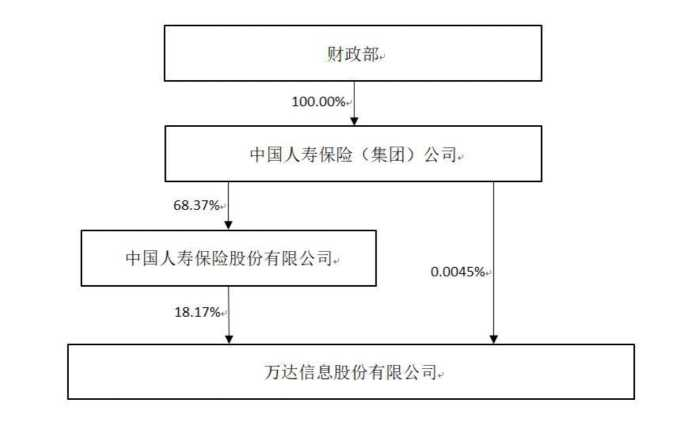 财政部
100.00%
中国人寿保险（集团）公司
68.37%
中国人寿保险股份有限公司
0.0045%
18.17%
万达信息股份有限公司